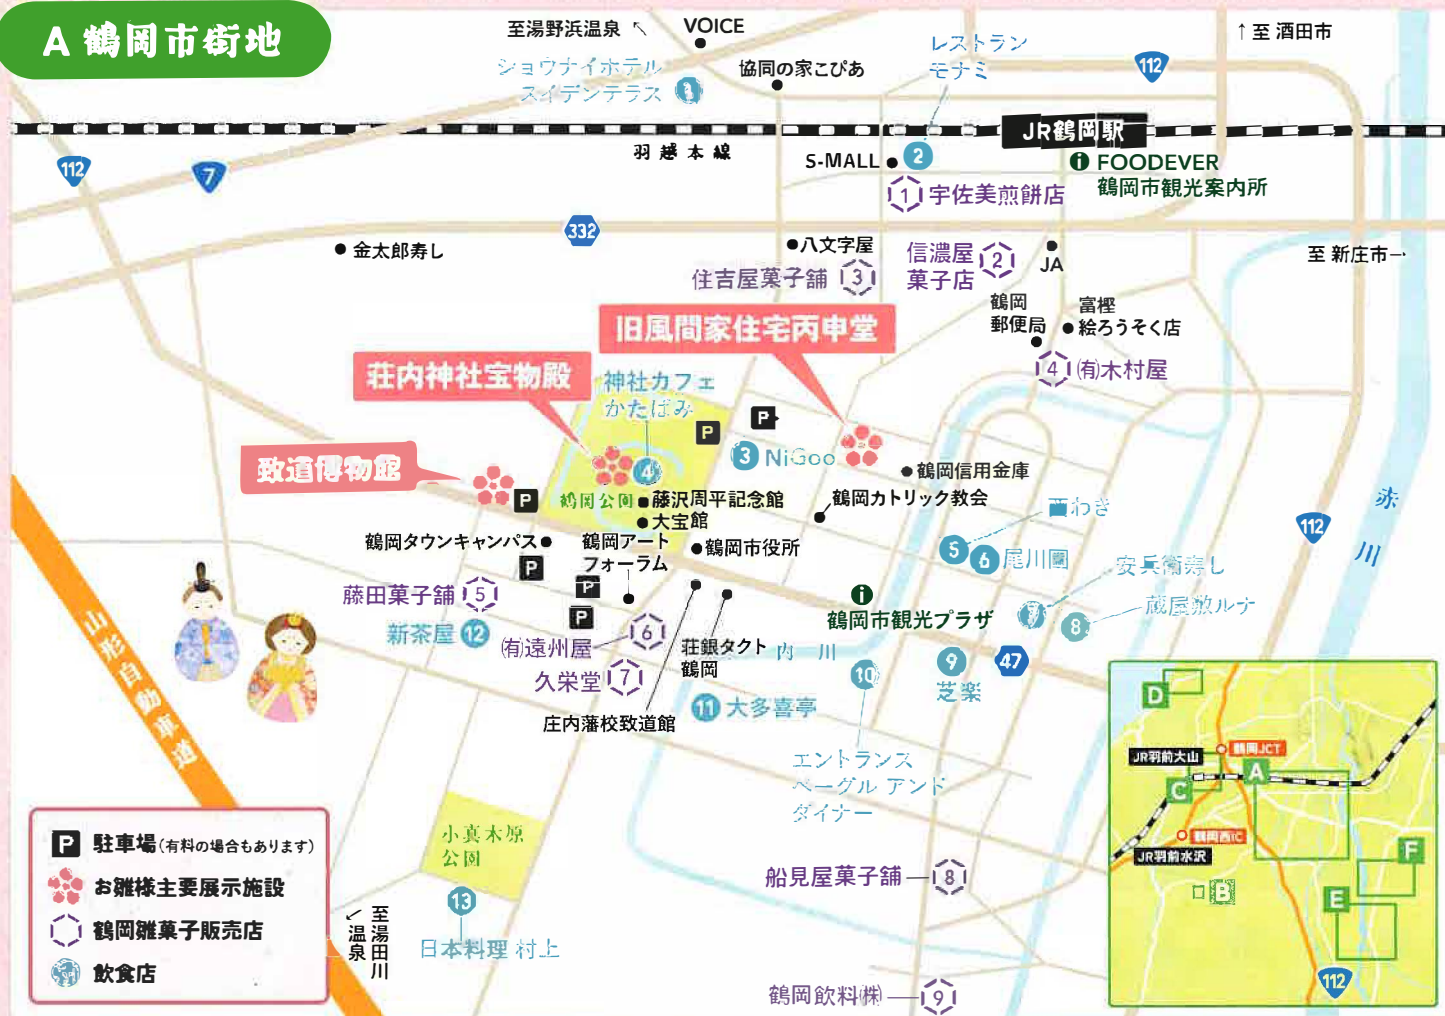 A 鶴岡市街地
至湯野浜温泉 ↖
VOICE
ショウナイホテル
スイデンテラス
1
協同の家こぴあ
レストラン
モナミ
112
↑至 酒田市
JR鶴岡駅
羽越本線
112
7
S-MALL
2
i FOODEVER
鶴岡市観光案内所
1 宇佐美煎餅店
332
金太郎寿し
八文字屋
住吉屋菓子舗 3
信濃屋
菓子店
2
JA
至 新庄市→
鶴岡
郵便局
富樫
絵ろうそく店
4 ㈲木村屋
旧風間家住宅丙申堂
荘内神社宝物殿
神社カフェ
かたばみ
4
P
P
3 NiGoo
致道博物館
P
鶴岡公園
藤沢周平記念館
大宝館
鶴岡信用金庫
鶴岡カトリック教会
鶴岡タウンキャンパス
鶴岡アート
フォーラム
鶴岡市役所
P
P
P
5
6
わき
尾川園
112
赤川
安兵衛寿し
7
蔵屋敷ルナ
8
藤田菓子舗 5
新茶屋 12
㈲遠州屋 6
久栄堂 7
i
鶴岡市観光プラザ
荘銀タクト
鶴岡
内川
庄内藩校致道館
11 大多喜亭
10
9
芝楽
47
エントランス
ベーグル アンド
ダイナー
山形自動車道
小真木原
公園
13
日本料理 村上
↙至湯田川
温泉
船見屋菓子舗 8
鶴岡飲料㈱ 9
P 駐車場(有料の場合もあります)
お雛様主要展示施設
鶴岡雛菓子販売店
飲食店
D
JR羽前大山
鶴岡JCT
A
C
鶴岡西IC
JR羽前水沢
F
B
E
112